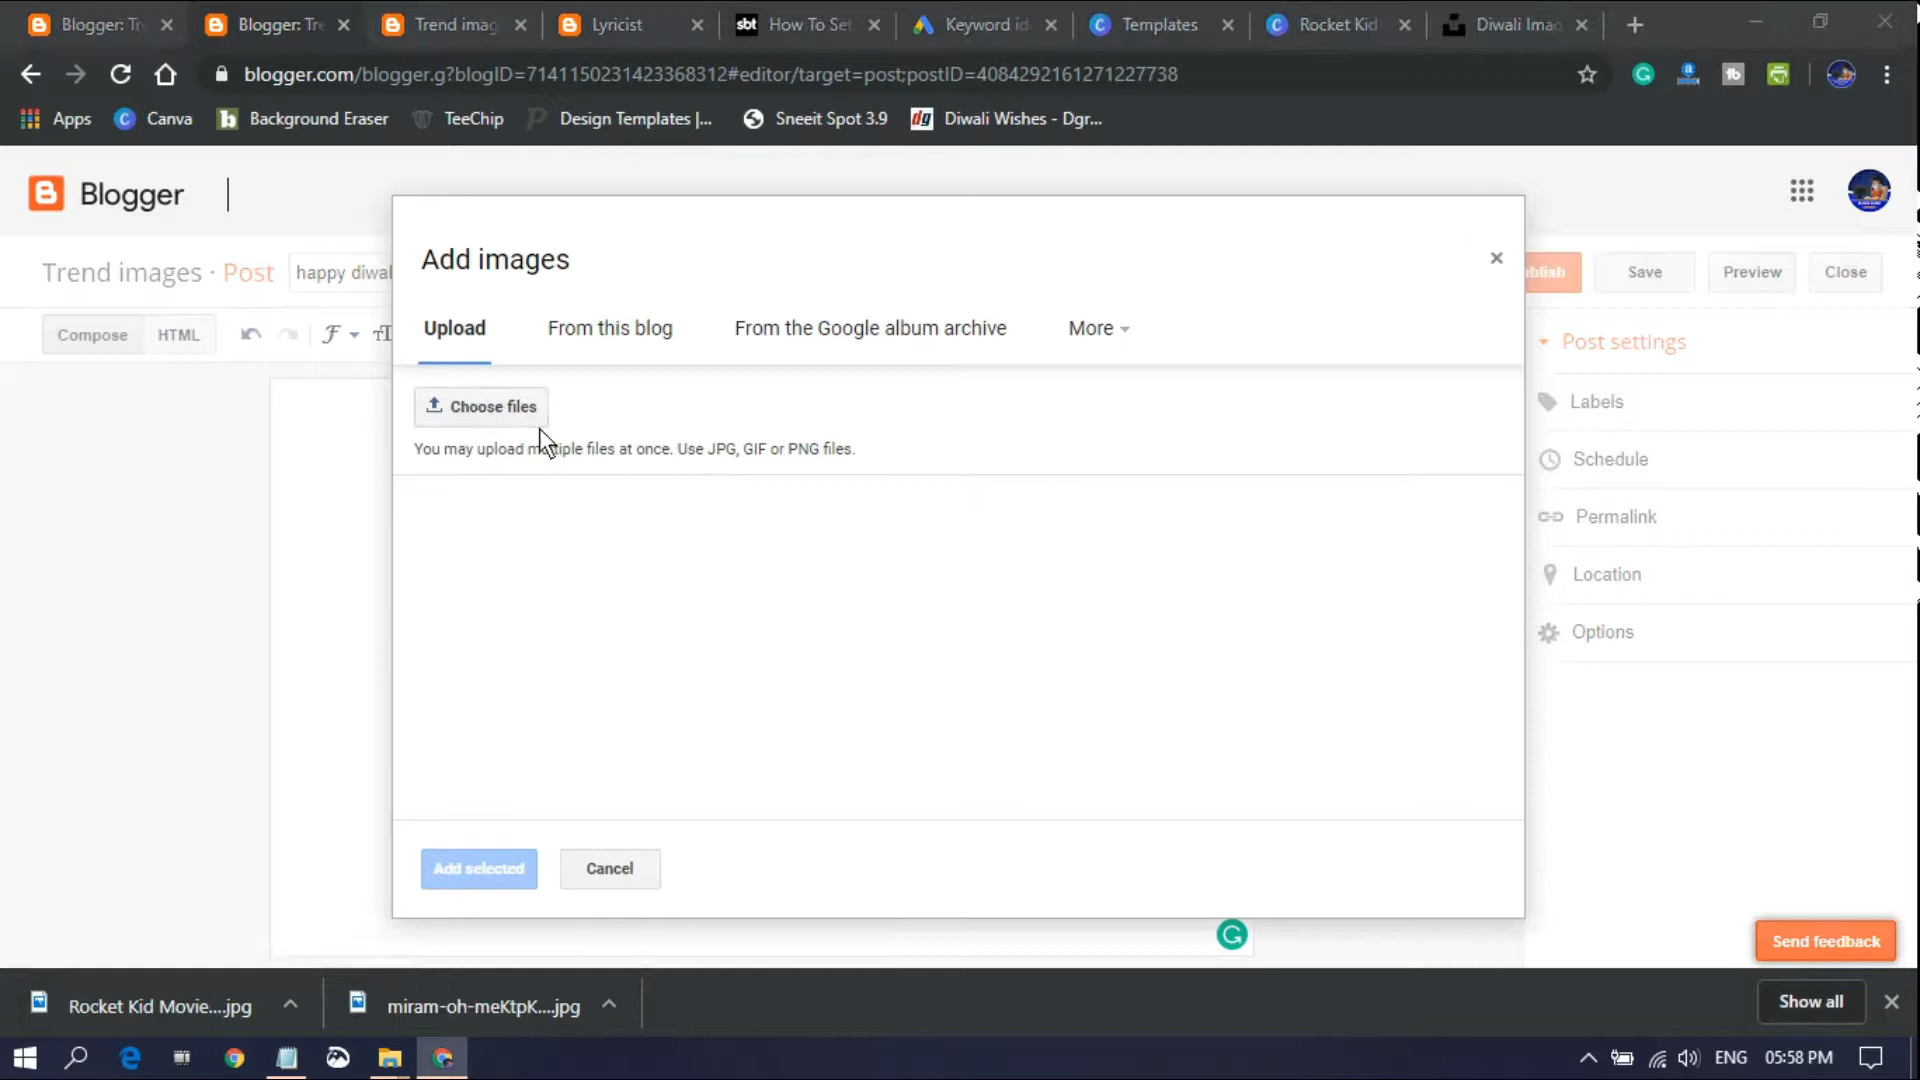 Blogger: Tr
Blogger: Tre
Trend imag
Lyricist
sbt How To Set
Keyword id
Templates
Rocket Kid
Diwali Imag
blogger.com/blogger.g?blogID=7141150231423368312#editor/target=post;postID=4084292161271227738
Apps
Canva
Background Eraser
TeeChip
Design Templates |...
Sneeit Spot 3.9
dg Diwali Wishes - Dgr...
Blogger
Trend images · Post
happy diwal
blish
Save
Preview
Close
Compose
HTML
Add images
Upload
From this blog
From the Google album archive
More
Choose files
You may upload multiple files at once. Use JPG, GIF or PNG files.
Add selected
Cancel
Post settings
Labels
Schedule
Permalink
Location
Options
Send feedback
Rocket Kid Movie....jpg
miram-oh-meKtpK....jpg
Show all
ENG
05:58 PM